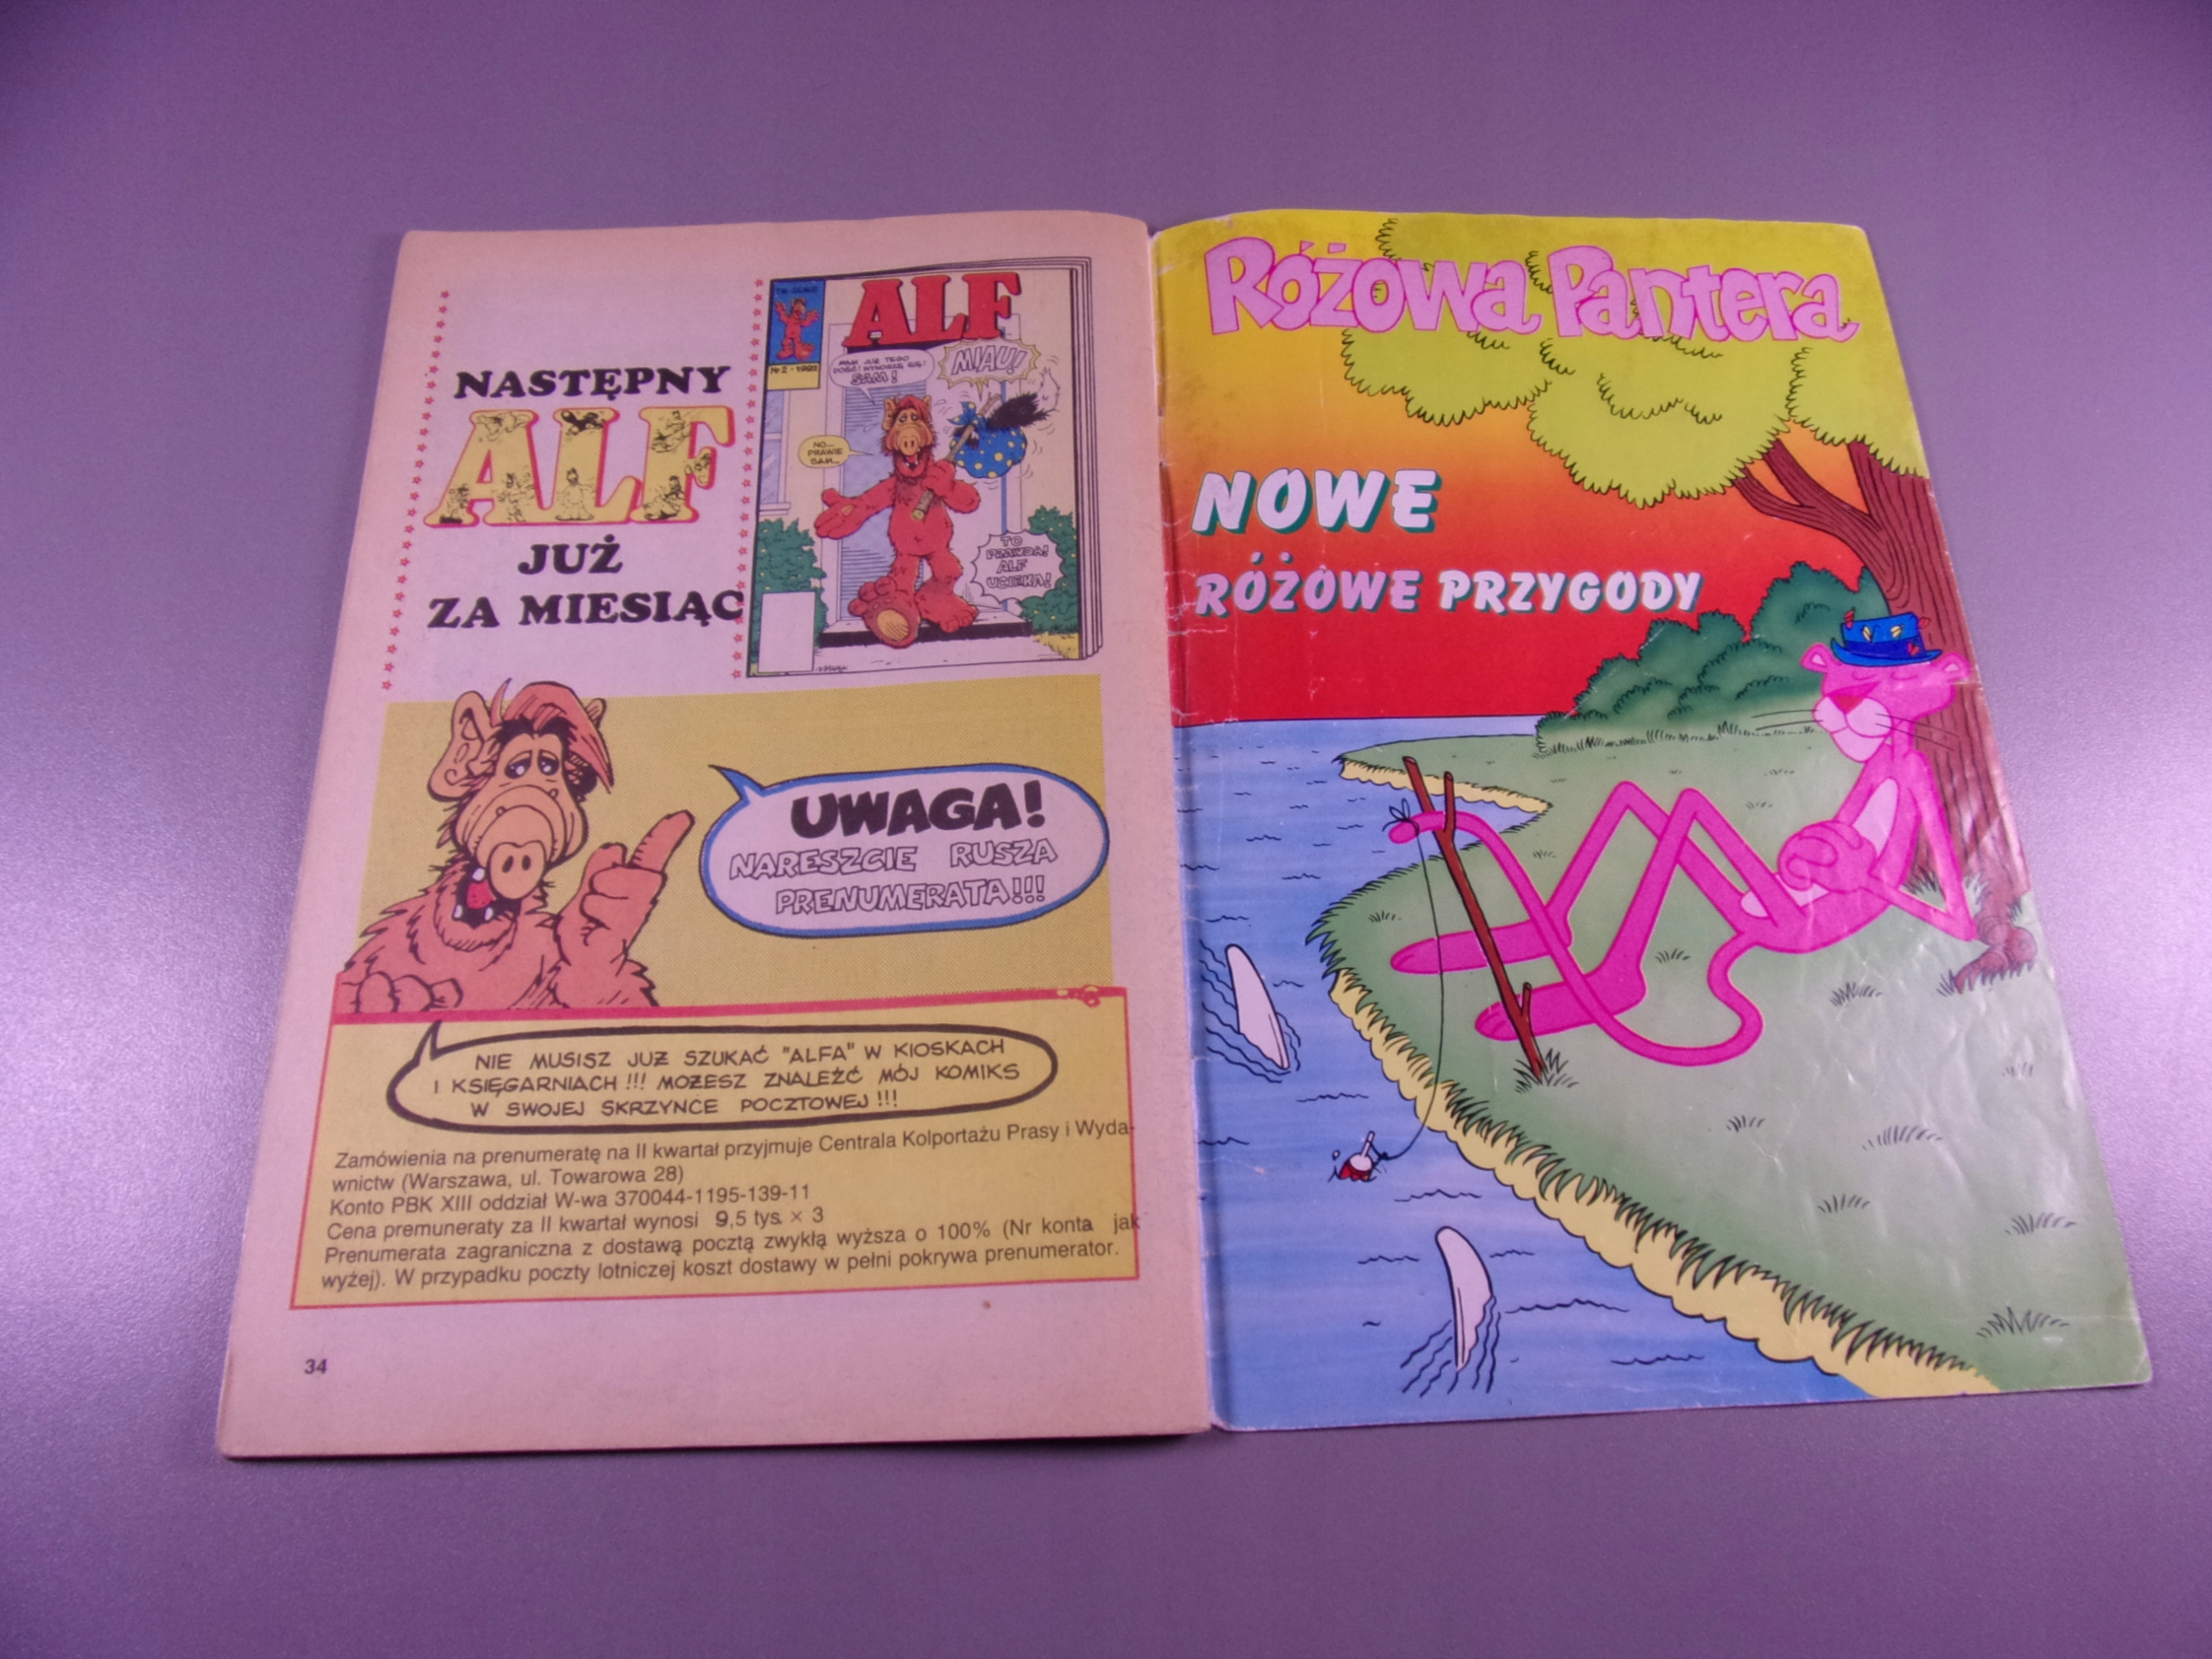 NASTĘPNY
ALF
JUŻ
ZA MIESIĄC
TM-SEMIC
Nr 2 • 1992
ALF
MAM JUŻ TEGO
DOŚĆ! WYNOSZĘ SIĘ!
SAM!
MIAU!
NO...
PRAWIE
SAM...
TO
PRAWDA!
ALF
UCIEKA!
UWAGA!
NARESZCIE RUSZA
PRENUMERATA!!!
NIE MUSISZ JUŻ SZUKAĆ "ALFA" W KIOSKACH
I KSIĘGARNIACH!!! MOŻESZ ZNALEŹĆ MÓJ KOMIKS
W SWOJEJ SKRZYNCE POCZTOWEJ!!!
Zamówienia na prenumeratę na II kwartał przyjmuje Centrala Kolportażu Prasy i Wyda-
wnictw (Warszawa, ul. Towarowa 28)
Konto PBK XIII oddział W-wa 370044-1195-139-11
Cena premuneraty za II kwartał wynosi 9,5 tys. × 3
Prenumerata zagraniczna z dostawą pocztą zwykłą wyższa o 100% (Nr konta jak
wyżej). W przypadku poczty lotniczej koszt dostawy w pełni pokrywa prenumerator.
34
Różowa Pantera
NOWE
RÓŻOWE PRZYGODY